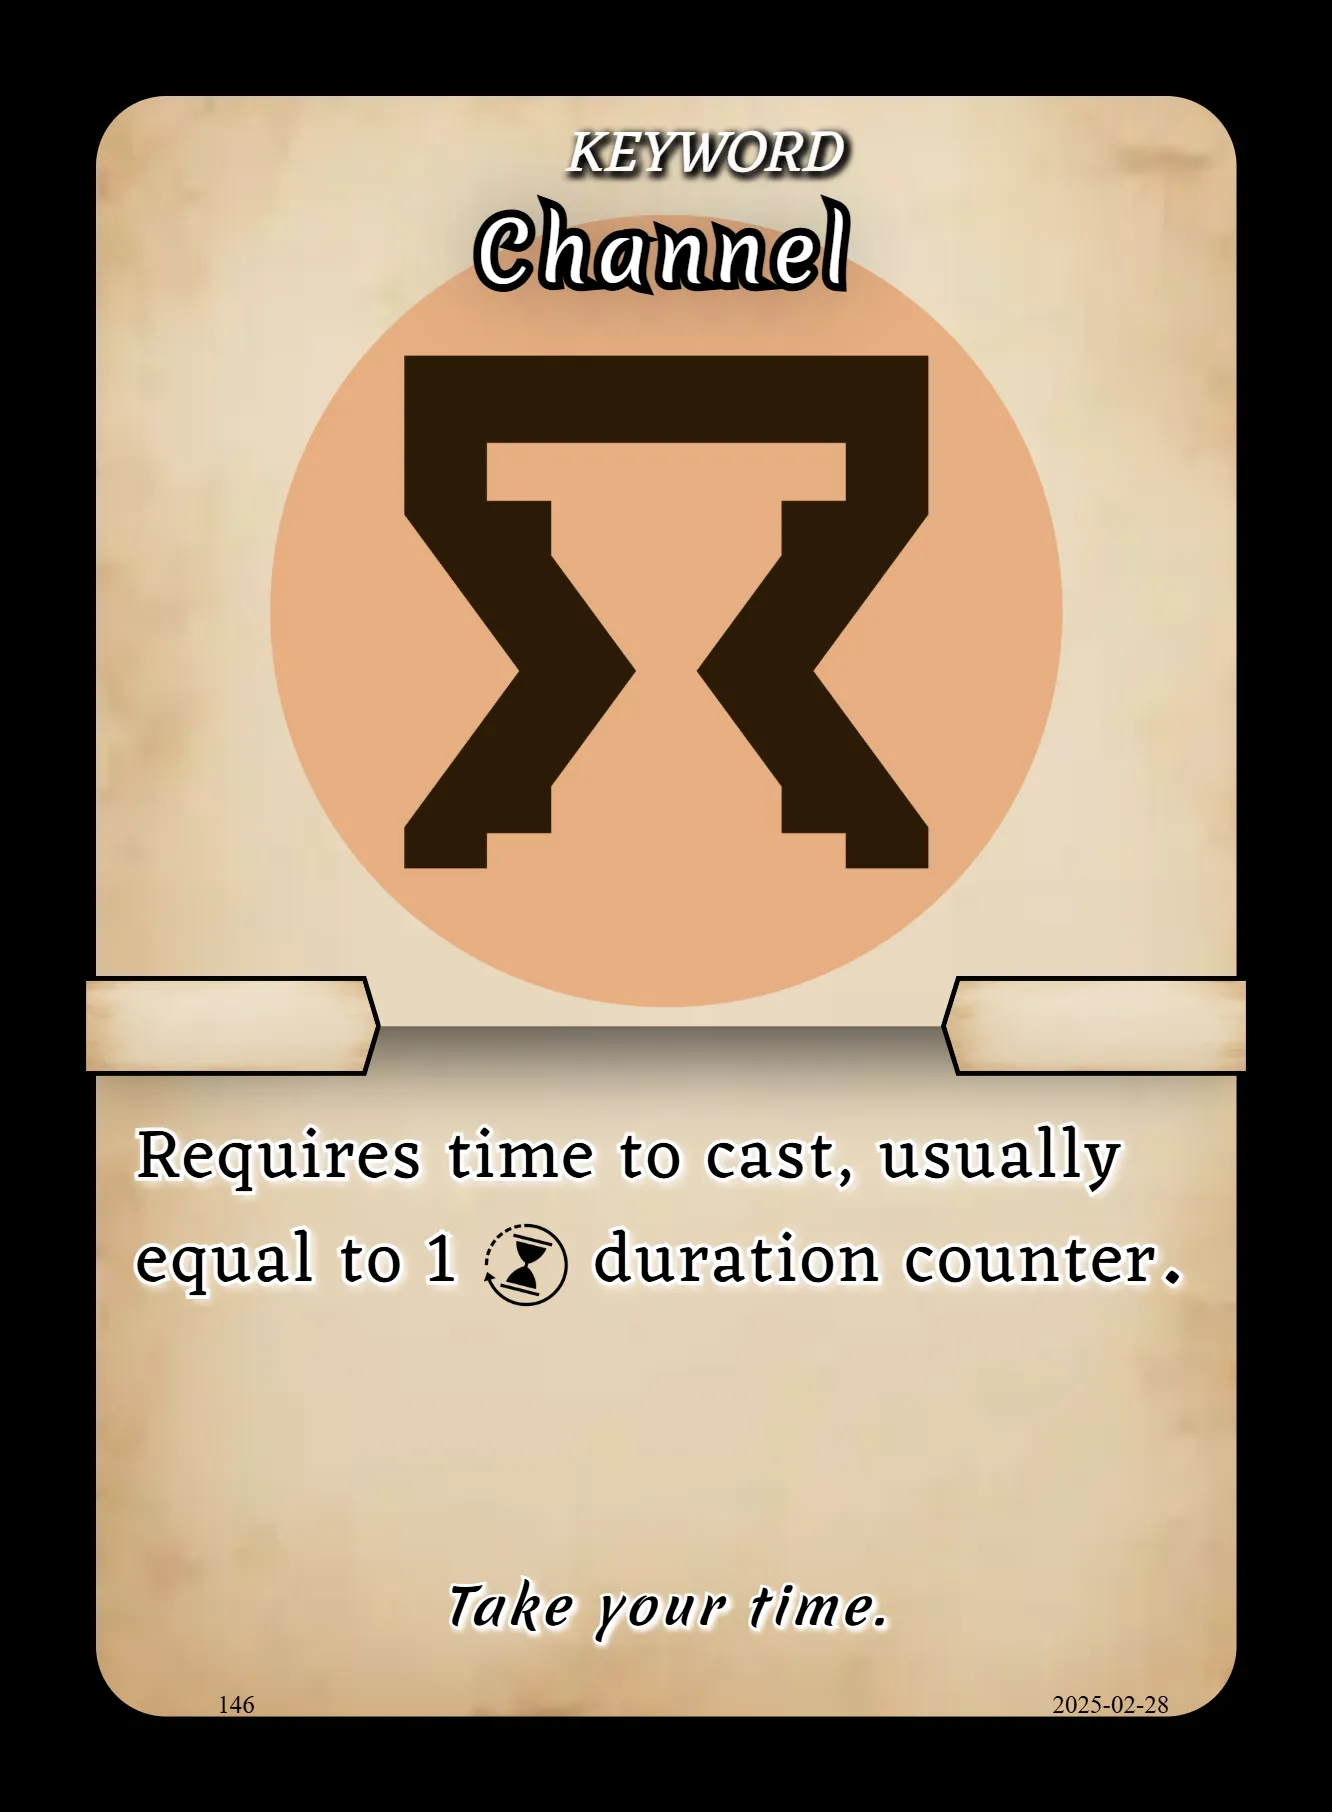 KEYWORD
Channel
Requires time to cast, usually
equal to 1 duration counter.
Take your time.
146
2025-02-28